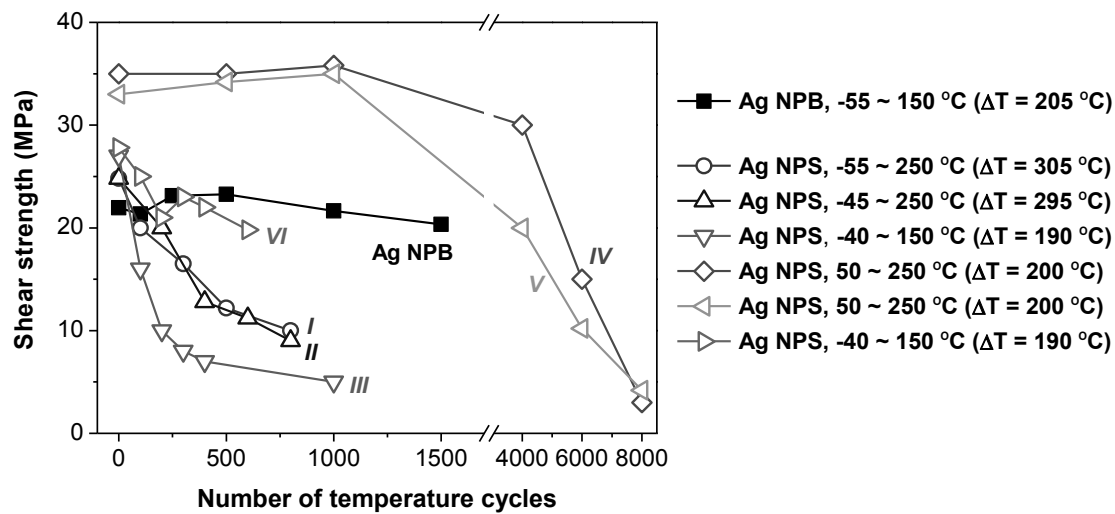 40
30
20
10
0
Shear strength (MPa)
0
500
1000
1500
4000
6000
8000
Number of temperature cycles
VI
Ag NPB
I
II
III
IV
V
Ag NPB, -55 ~ 150 °C (ΔT = 205 °C)
Ag NPS, -55 ~ 250 °C (ΔT = 305 °C)
Ag NPS, -45 ~ 250 °C (ΔT = 295 °C)
Ag NPS, -40 ~ 150 °C (ΔT = 190 °C)
Ag NPS, 50 ~ 250 °C (ΔT = 200 °C)
Ag NPS, 50 ~ 250 °C (ΔT = 200 °C)
Ag NPS, -40 ~ 150 °C (ΔT = 190 °C)